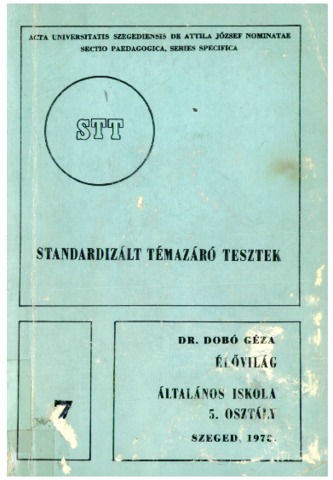 ACTA UNIVERSITATIS SZEGEDIENSIS DE ATTILA JÓZSEF NOMINATAE
SECTIO PAEDAGOGICA, SERIES SPECIFICA
STT
STANDARDIZÁLT TÉMAZÁRÓ TESZTEK
7
DR. DOBÓ GÉZA
ÉLŐVILÁG
ÁLTALÁNOS ISKOLA
5. OSZTÁLY
SZEGED, 1978.